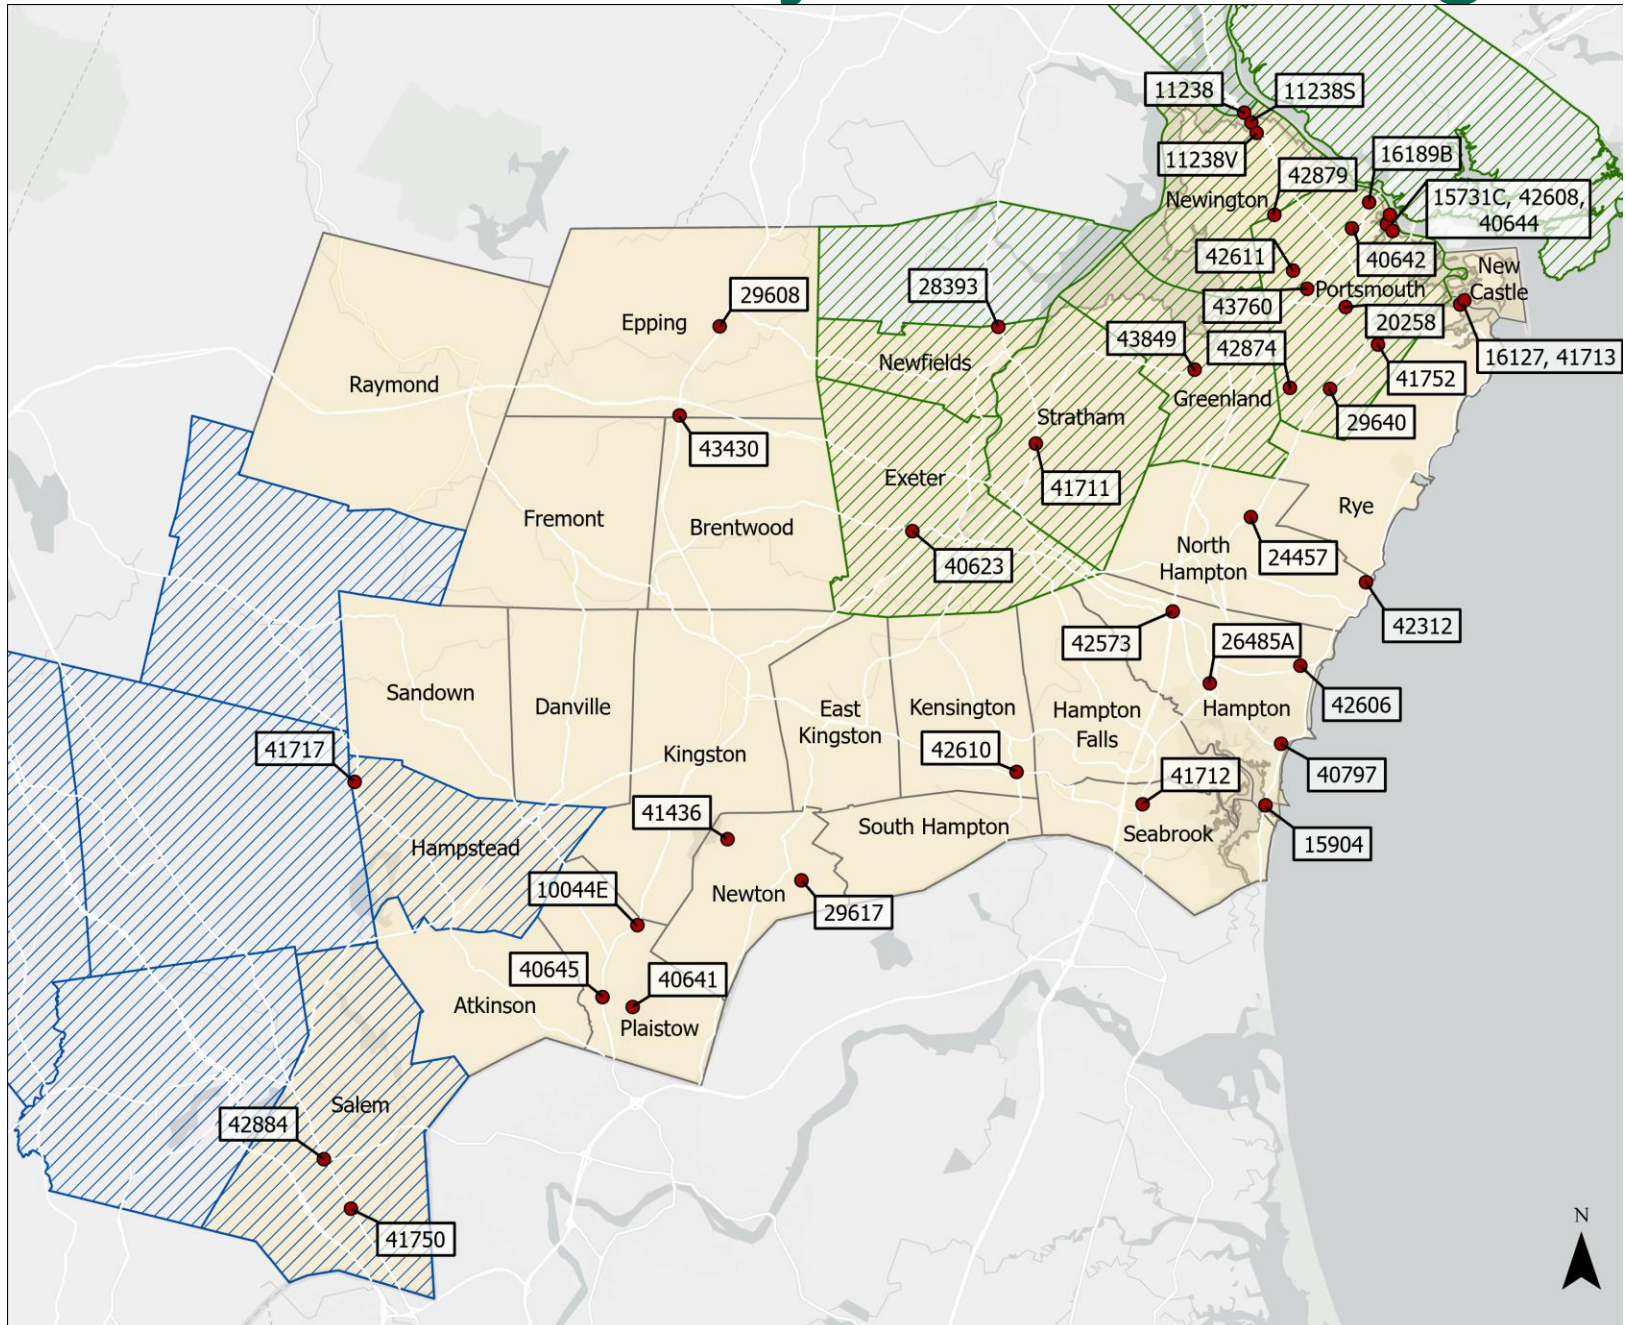 11238
11238S
11238V
16189B
42879
15731C, 42608,
40644
Newington
42611
40642
New
Castle
28393
29608
43760
Portsmouth
20258
Epping
43849
42874
16127, 41713
Newfields
41752
Raymond
Greenland
Stratham
29640
43430
Exeter
41711
Rye
Fremont
Brentwood
North
Hampton
24457
40623
42312
42573
26485A
Sandown
Danville
East
Kingston
Kensington
Hampton
Falls
Hampton
42606
41717
Kingston
42610
41712
40797
41436
South Hampton
Seabrook
Hampstead
15904
10044E
Newton
29617
40645
40641
Atkinson
Plaistow
Salem
42884
41750
N